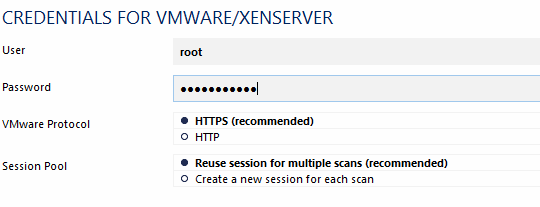 CREDENTIALS FOR VMWARE/XENSERVER
User
root
Password
●●●●●●●●●●●
VMware Protocol
HTTPS (recommended)
HTTP
Session Pool
Reuse session for multiple scans (recommended)
Create a new session for each scan